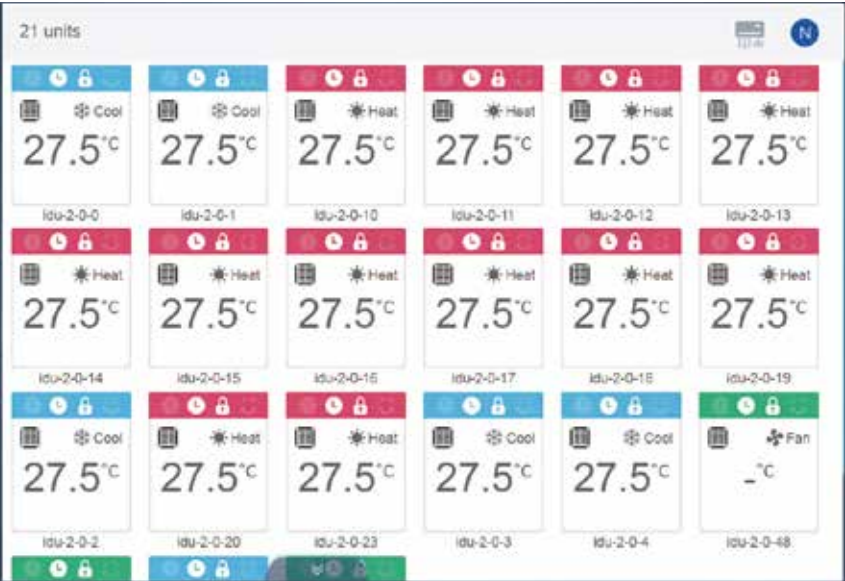 21 units
N
Cool Cool Heat Heat Heat Heat
27.5°C 27.5°C 27.5°C 27.5°C 27.5°C 27.5°C
idu-2-0-0 idu-2-0-1 idu-2-0-10 idu-2-0-11 idu-2-0-12 idu-2-0-13
Heat Heat Heat Heat Heat Heat
27.5°C 27.5°C 27.5°C 27.5°C 27.5°C 27.5°C
idu-2-0-14 idu-2-0-15 idu-2-0-16 idu-2-0-17 idu-2-0-18 idu-2-0-19
Cool Heat Heat Cool Cool Fan
27.5°C 27.5°C 27.5°C 27.5°C 27.5°C _°C
idu-2-0-2 idu-2-0-20 idu-2-0-23 idu-2-0-3 idu-2-0-4 idu-2-0-48